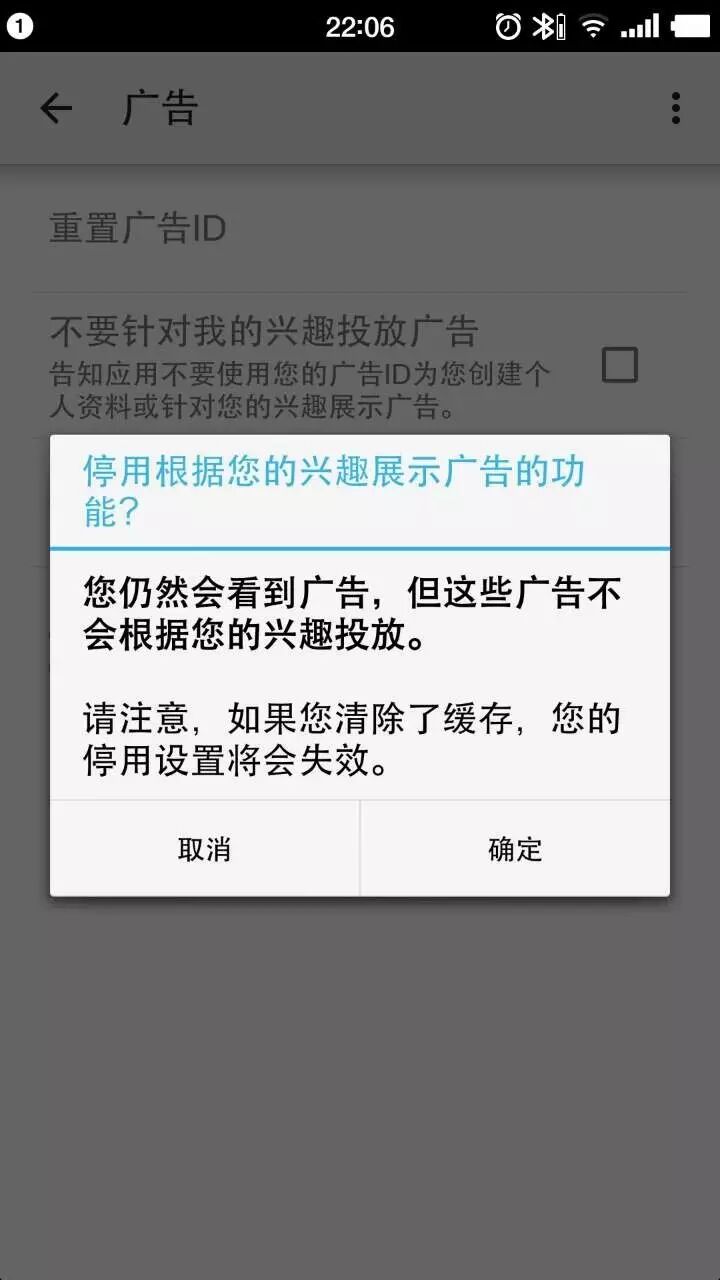 1
22:06
广告
重置广告ID
不要针对我的兴趣投放广告
告知应用不要使用您的广告ID为您创建个
人资料或针对您的兴趣展示广告。
停用根据您的兴趣展示广告的功
能?
您仍然会看到广告，但这些广告不
会根据您的兴趣投放。
请注意，如果您清除了缓存，您的
停用设置将会失效。
取消
确定